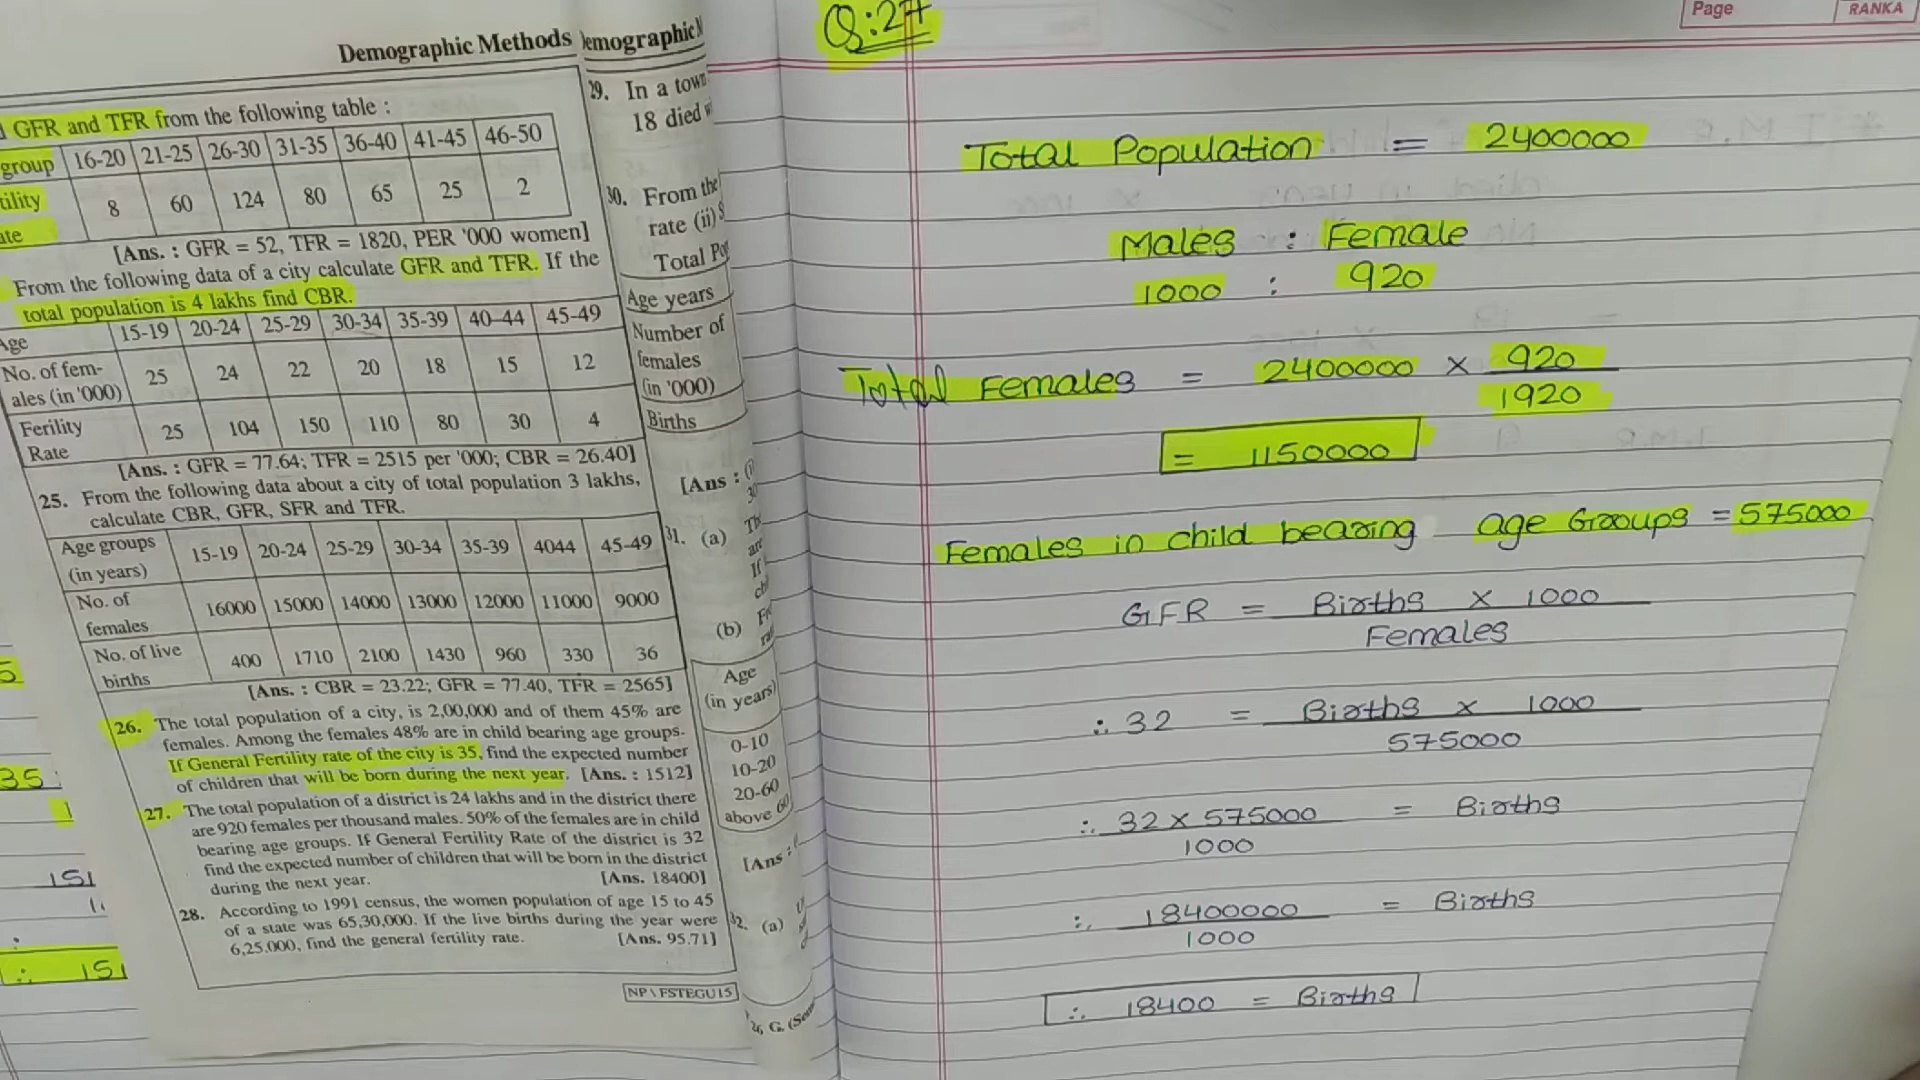 Demographic Methods
GFR and TFR from the following table :
group 16-20 21-25 26-30 31-35 36-40 41-45 46-50
8 60 124 80 65 25 2
[Ans. : GFR = 52, TFR = 1820, PER '000 women]
From the following data of a city calculate GFR and TFR. If the
total population is 4 lakhs find CBR.
15-19 20-24 25-29 30-34 35-39 40-44 45-49
No. of fem-
ales (in '000) 25 24 22 20 18 15 12
Ferility
Rate 25 104 150 110 80 30 4
[Ans. : GFR = 77.64; TFR = 2515 per '000; CBR = 26.40]
25. From the following data about a city of total population 3 lakhs,
calculate CBR, GFR, SFR and TFR.
Age groups
(in years) 15-19 20-24 25-29 30-34 35-39 4044 45-49
No. of
females 16000 15000 14000 13000 12000 11000 9000
No. of live
births 400 1710 2100 1430 960 330 36
[Ans. : CBR = 23.22; GFR = 77.40, TFR = 2565]
26. The total population of a city, is 2,00,000 and of them 45% are
females. Among the females 48% are in child bearing age groups.
If General Fertility rate of the city is 35, find the expected number
of children that will be born during the next year. [Ans. : 1512]
27. The total population of a district is 24 lakhs and in the district there
are 920 females per thousand males. 50% of the females are in child
bearing age groups. If General Fertility Rate of the district is 32
find the expected number of children that will be born in the district
during the next year. [Ans. 18400]
28. According to 1991 census, the women population of age 15 to 45
of a state was 65,30,000. If the live births during the year were
6,25,000, find the general fertility rate. [Ans. 95.71]
NP\FSTEGU15
29. In a town
18 died
30. From the
rate (ii)
Total
Age years
Number of
females
(in '000)
Births
[Ans :
31. (a)
If
(b)
Age
(in years)
0-10
10-20
20-60
above 60
[Ans :
32. (a)
Page RANKA
Q:27
Total Population = 2400000
Males : Female
1000 : 920
Total Females = 2400000 × 920
1920
= 1150000
Females in child bearing age Groups = 575000
GFR = Births × 1000
Females
∴ 32 = Births × 1000
575000
∴ 32 × 575000 = Births
1000
∴ 18400000 = Births
1000
∴ 18400 = Births